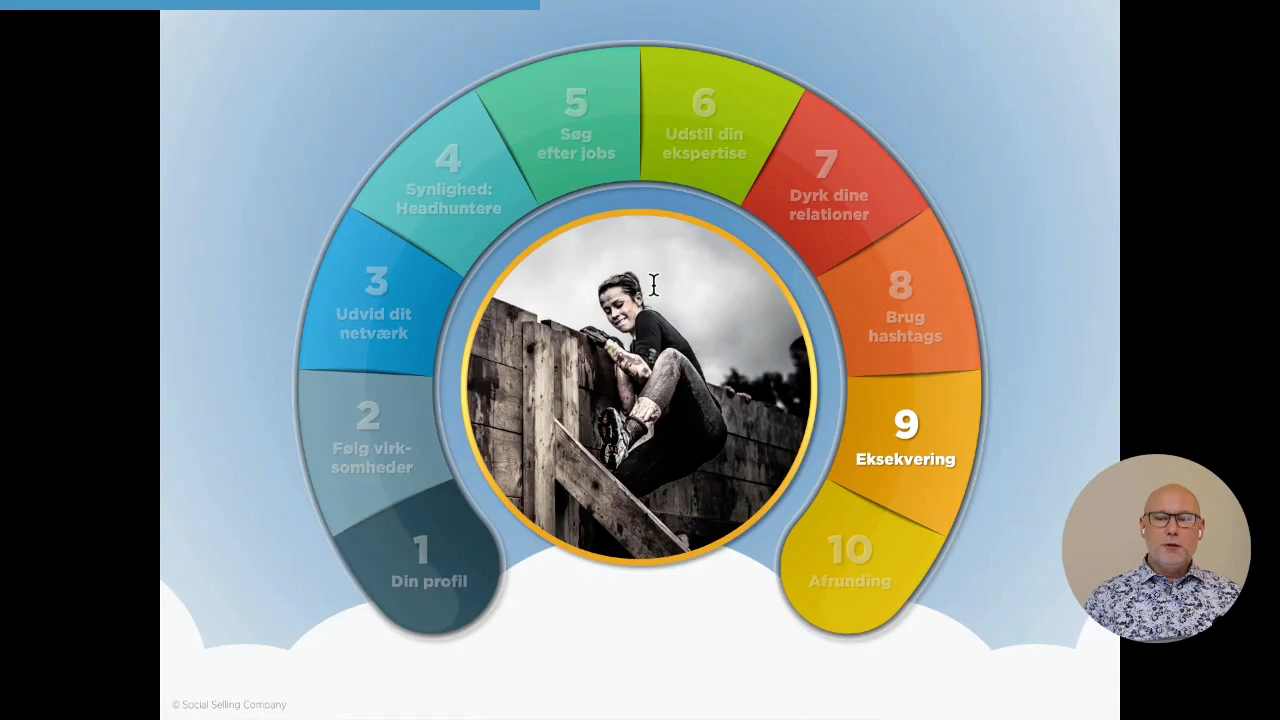 1
Din profil
2
Følg virk-
somheder
3
Udvid dit
netværk
4
Synlighed:
Headhuntere
5
Søg
efter jobs
6
Udstil din
ekspertise
7
Dyrk dine
relationer
8
Brug
hashtags
9
Eksekvering
10
Afrunding
© Social Selling Company